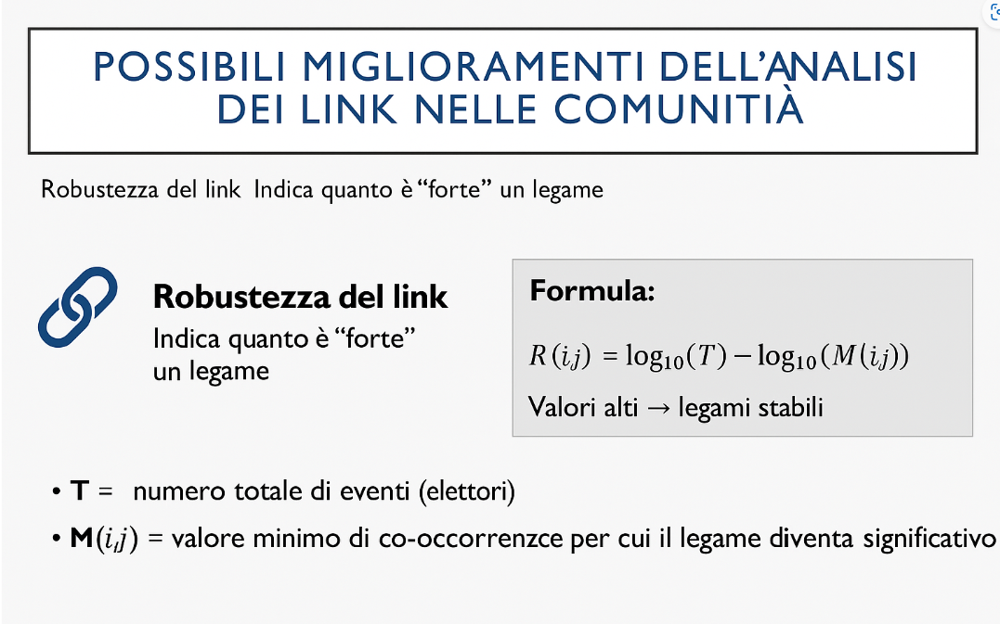 POSSIBILI MIGLIORAMENTI DELL'ANALISI
DEI LINK NELLE COMUNITIÀ
Robustezza del link Indica quanto è “forte” un legame
Robustezza del link
Indica quanto è “forte”
un legame
Formula:
R(i,j) = log₁₀(T) − log₁₀(M(i,j))
Valori alti → legami stabili
• T = numero totale di eventi (elettori)
• M(i,j) = valore minimo di co-occorrenzce per cui il legame diventa significativo